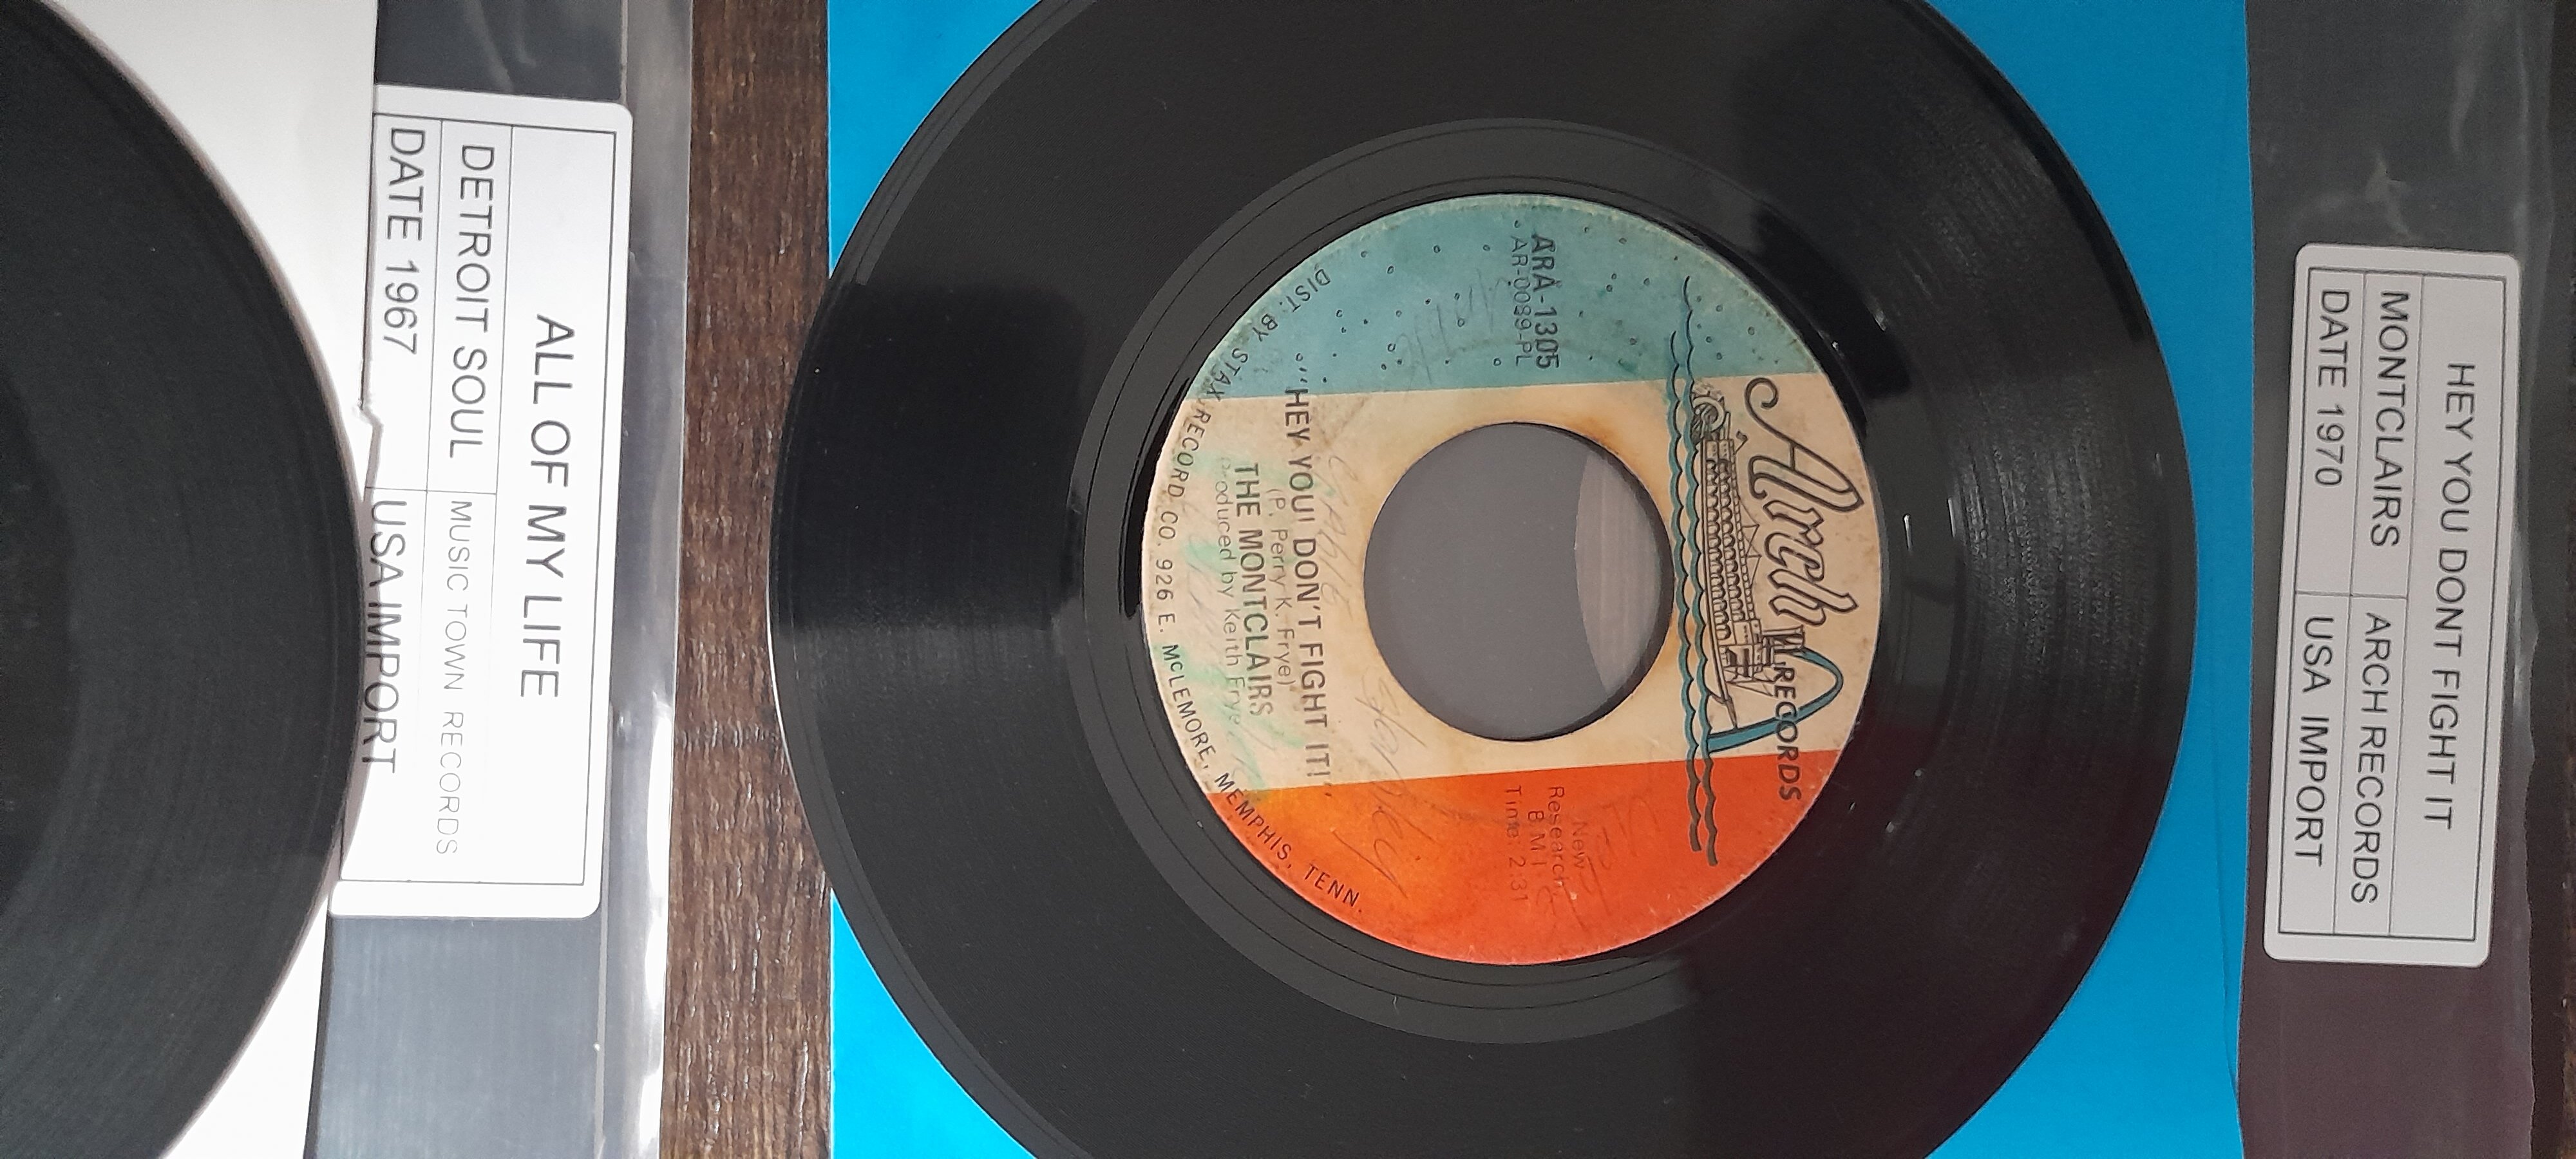 ALL OF MY LIFE
DETROIT SOUL MUSIC TOWN RECORDS
DATE 1967 USA IMPORT
Arch
RECORDS
ARA-1305
AR-0089-PL
New
Research
BMI
Time: 2:31
"HEY YOU! DON'T FIGHT IT!"
(P. Perry K. Frye)
THE MONTCLAIRS
Produced by Keith Frye
DIST. BY STAX RECORD CO. 926 E. McLEMORE, MEMPHIS, TENN.
HEY YOU DONT FIGHT IT
MONTCLAIRS ARCH RECORDS
DATE 1970 USA IMPORT